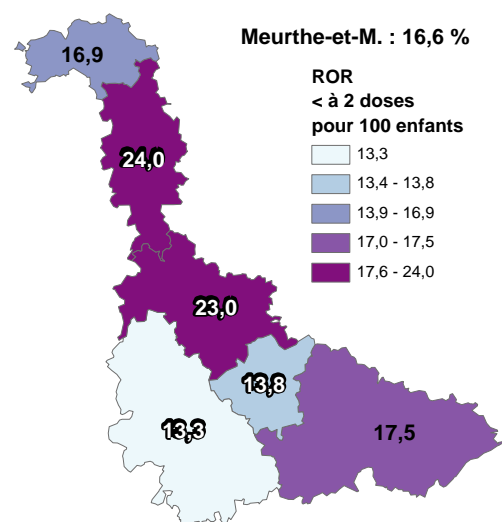 Meurthe-et-M. : 16,6 %
16,9
ROR
< à 2 doses
pour 100 enfants
13,3
13,4 - 13,8
13,9 - 16,9
17,0 - 17,5
17,6 - 24,0
24,0
23,0
13,8
13,3
17,5